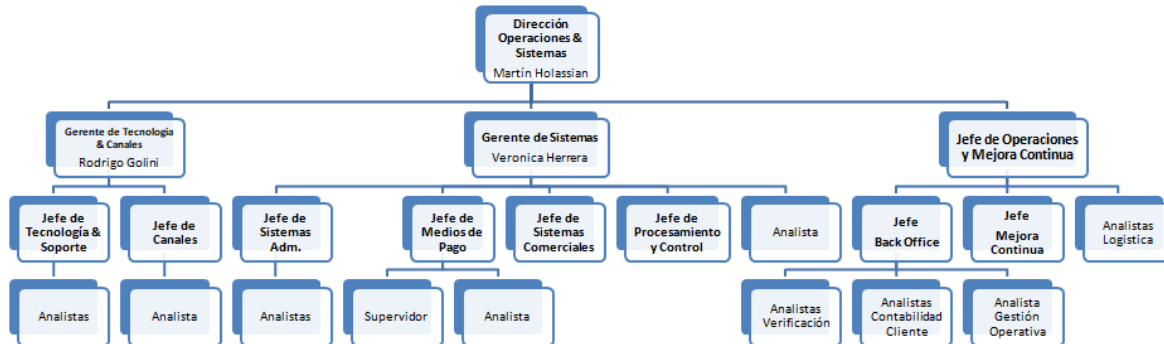 Dirección
Operaciones &
Sistemas
Martín Holassian
Gerente de Tecnología
& Canales
Rodrigo Golini
Gerente de Sistemas
Veronica Herrera
Jefe de Operaciones
y Mejora Continua
Jefe de
Tecnología &
Soporte
Jefe de
Canales
Jefe de
Sistemas
Adm.
Jefe de
Medios de
Pago
Jefe de
Sistemas
Comerciales
Jefe de
Procesamiento
y Control
Analista
Jefe
Back Office
Jefe
Mejora
Continua
Analistas
Logistica
Analistas
Analista
Analistas
Supervidor
Analista
Analistas
Verificación
Analistas
Contabilidad
Cliente
Analista
Gestión
Operativa